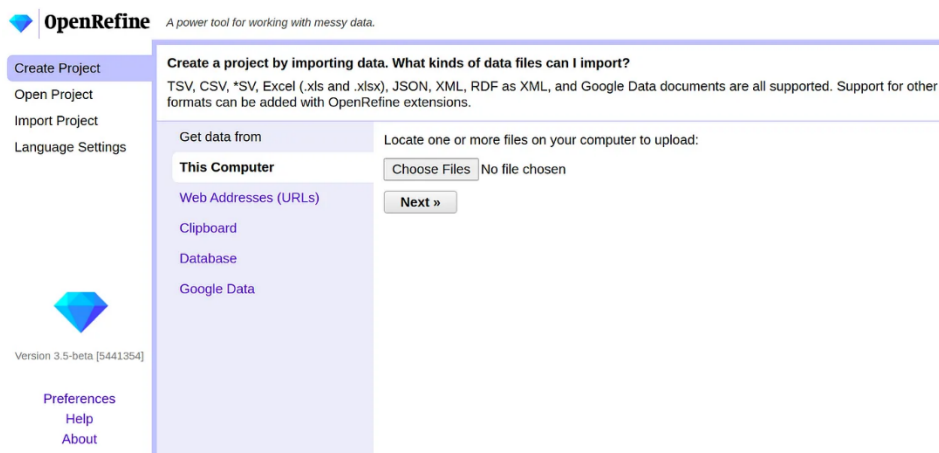 OpenRefine A power tool for working with messy data.
Create Project
Open Project
Import Project
Language Settings
Version 3.5-beta [5441354]
Preferences
Help
About
Create a project by importing data. What kinds of data files can I import?
TSV, CSV, *SV, Excel (.xls and .xlsx), JSON, XML, RDF as XML, and Google Data documents are all supported. Support for other
formats can be added with OpenRefine extensions.
Get data from
This Computer
Web Addresses (URLs)
Clipboard
Database
Google Data
Locate one or more files on your computer to upload:
Choose Files No file chosen
Next »